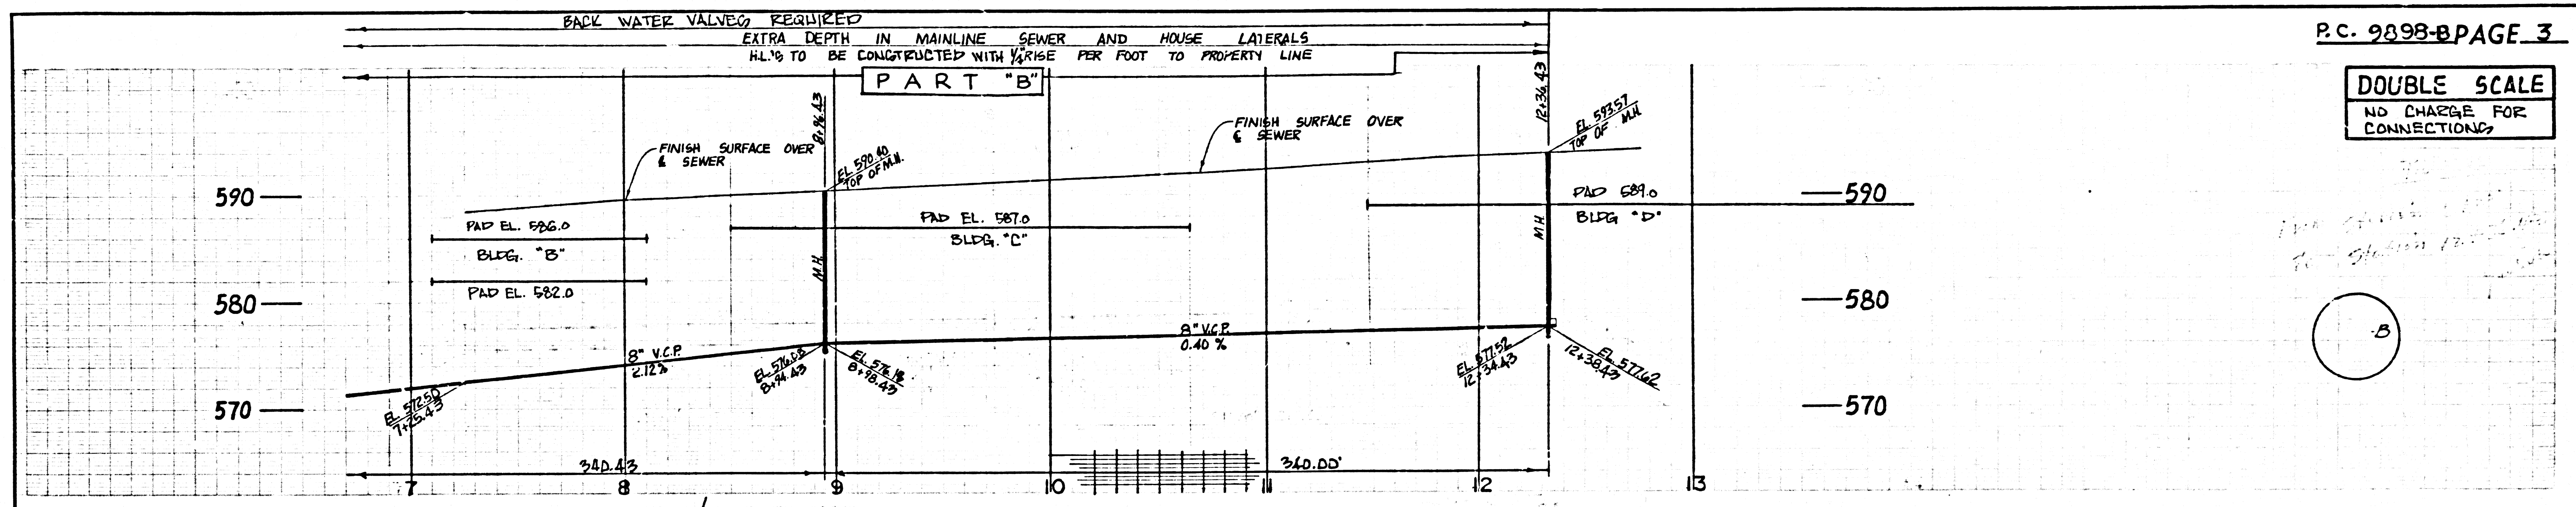 BACK WATER VALVES REQUIRED
EXTRA DEPTH IN MAINLINE SEWER AND HOUSE LATERALS
H.L.'S TO BE CONSTRUCTED WITH 1/4" RISE PER FOOT TO PROPERTY LINE
PART "B"
P.C. 9898-B PAGE 3
DOUBLE SCALE
NO CHARGE FOR
CONNECTIONS
8+96.43
12+36.43
FINISH SURFACE OVER
℄ SEWER
FINISH SURFACE OVER
℄ SEWER
EL. 590.40
TOP OF M.H.
EL. 593.57
TOP OF M.H.
590
590
PAD EL. 586.0
BLDG. "B"
PAD EL. 582.0
PAD EL. 587.0
BLDG. "C"
PAD 589.0
BLDG "D"
M.H.
M.H.
580
580
8" V.C.P.
2.12%
8" V.C.P.
0.40 %
EL. 572.50
7+25.43
EL. 576.08
8+94.43
EL. 576.18
8+98.43
EL. 577.52
12+34.43
EL. 577.62
12+38.43
B
570
570
340.43
340.00'
7
8
9
10
11
12
13